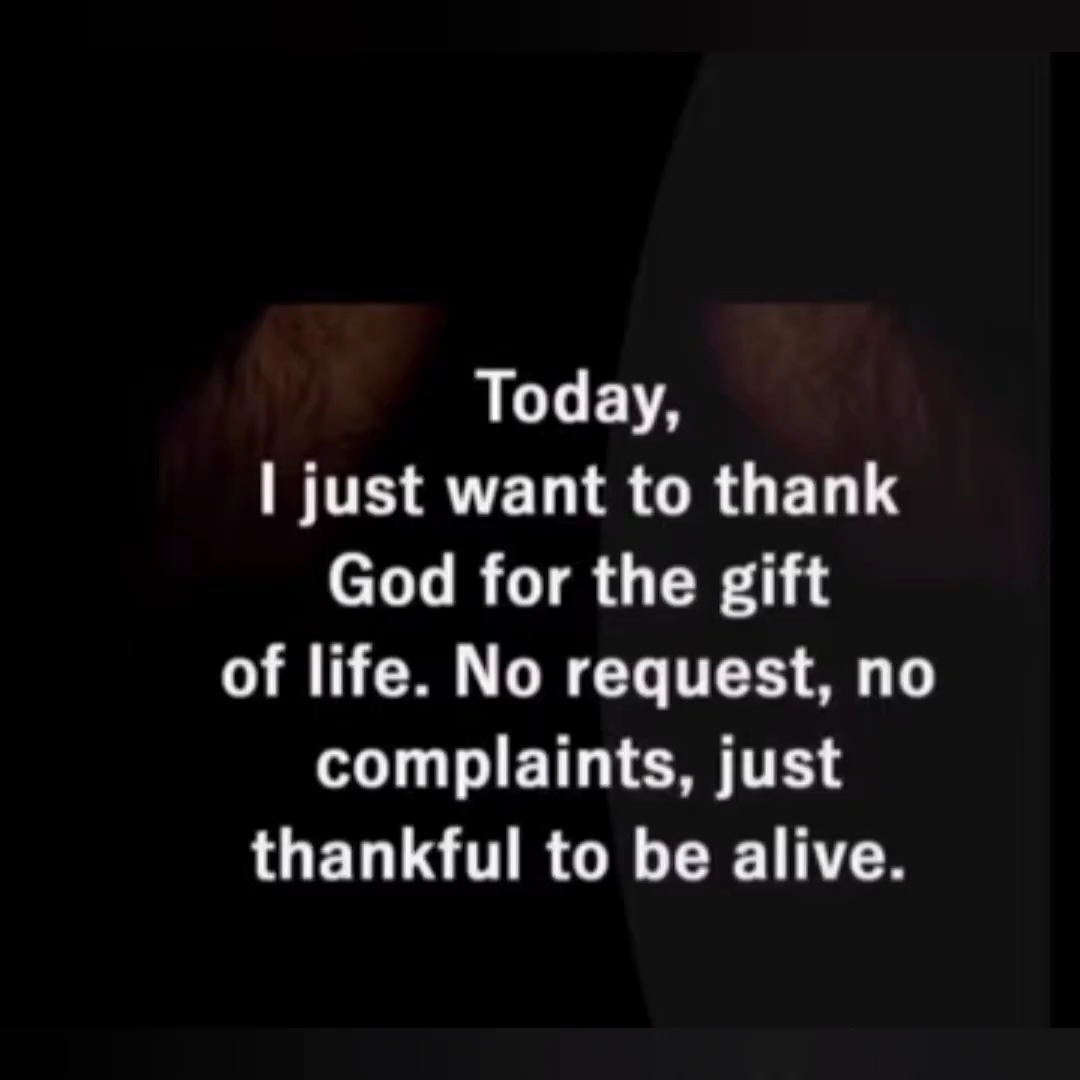 Today,
I just want to thank
God for the gift
of life. No request, no
complaints, just
thankful to be alive.